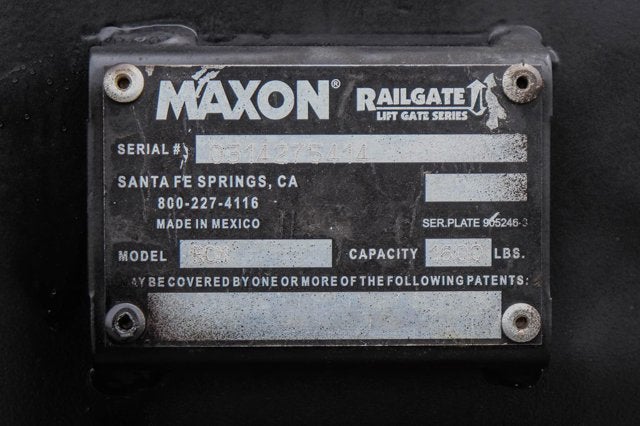 MAXON®
RAILGATE
LIFT GATE SERIES
SERIAL #
SANTA FE SPRINGS, CA
800-227-4116
MADE IN MEXICO
SER.PLATE 905246-3
MODEL
CAPACITY LBS.
MAY BE COVERED BY ONE OR MORE OF THE FOLLOWING PATENTS: